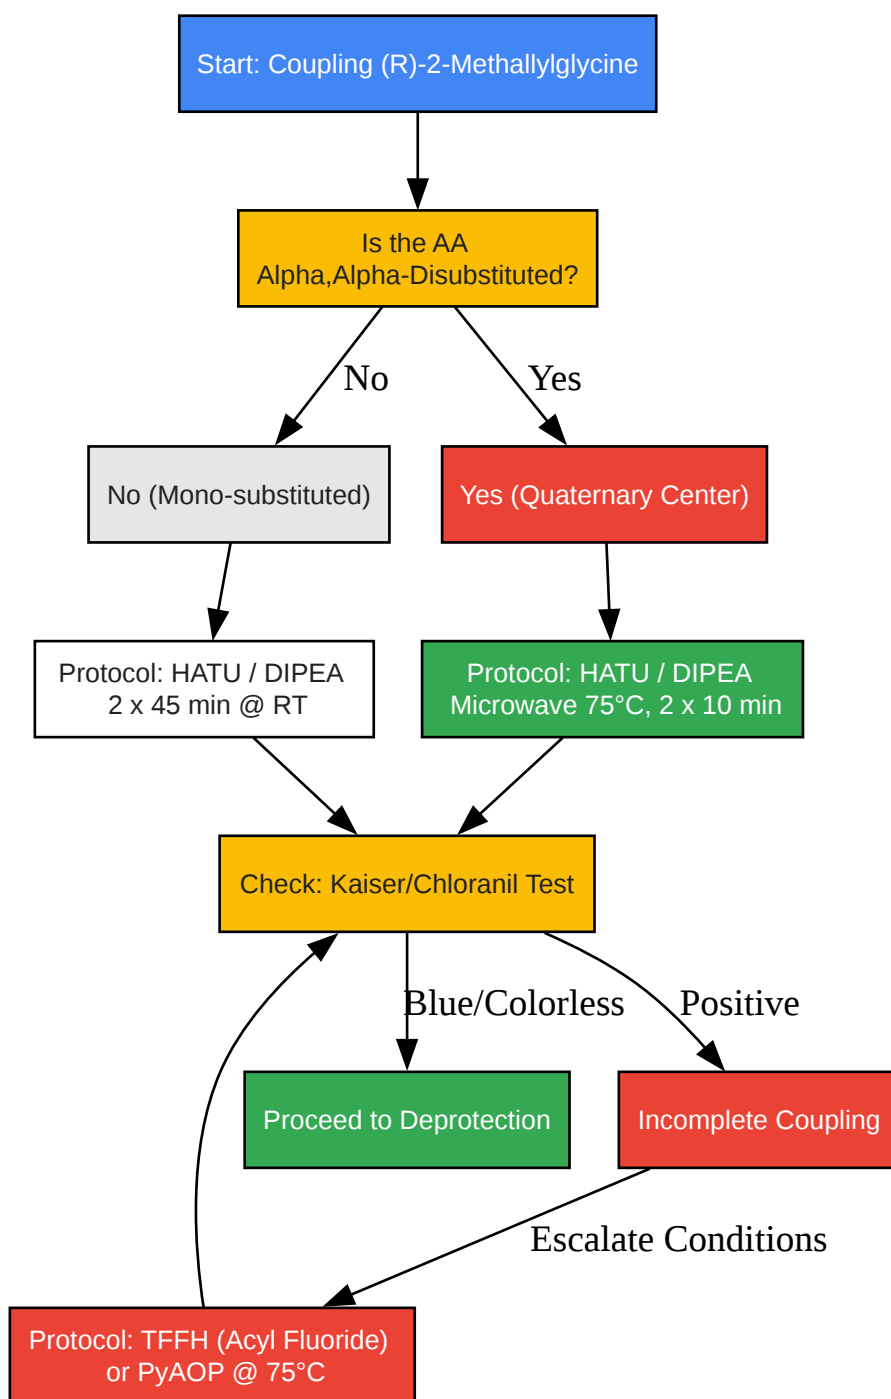 Start: Coupling (R)-2-Methallylglycine
Is the AA
Alpha,Alpha-Disubstituted?
No
Yes
No (Mono-substituted)
Yes (Quaternary Center)
Protocol: HATU / DIPEA
2 x 45 min @ RT
Protocol: HATU / DIPEA
Microwave 75°C, 2 x 10 min
Check: Kaiser/Chloranil Test
Blue/Colorless
Positive
Proceed to Deprotection
Incomplete Coupling
Escalate Conditions
Protocol: TFFH (Acyl Fluoride)
or PyAOP @ 75°C